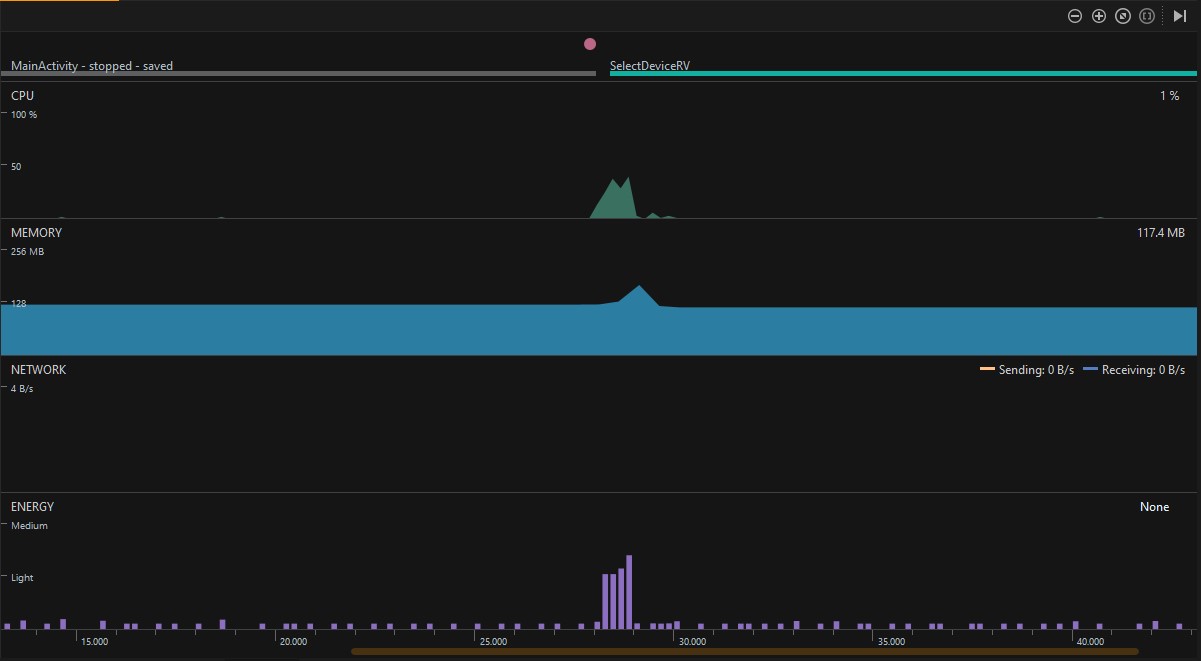 MainActivity - stopped - saved
SelectDeviceRV
CPU
1 %
100 %
50
MEMORY
117.4 MB
256 MB
128
NETWORK
Sending: 0 B/s
Receiving: 0 B/s
4 B/s
ENERGY
None
Medium
Light
15.000
20.000
25.000
30.000
35.000
40.000